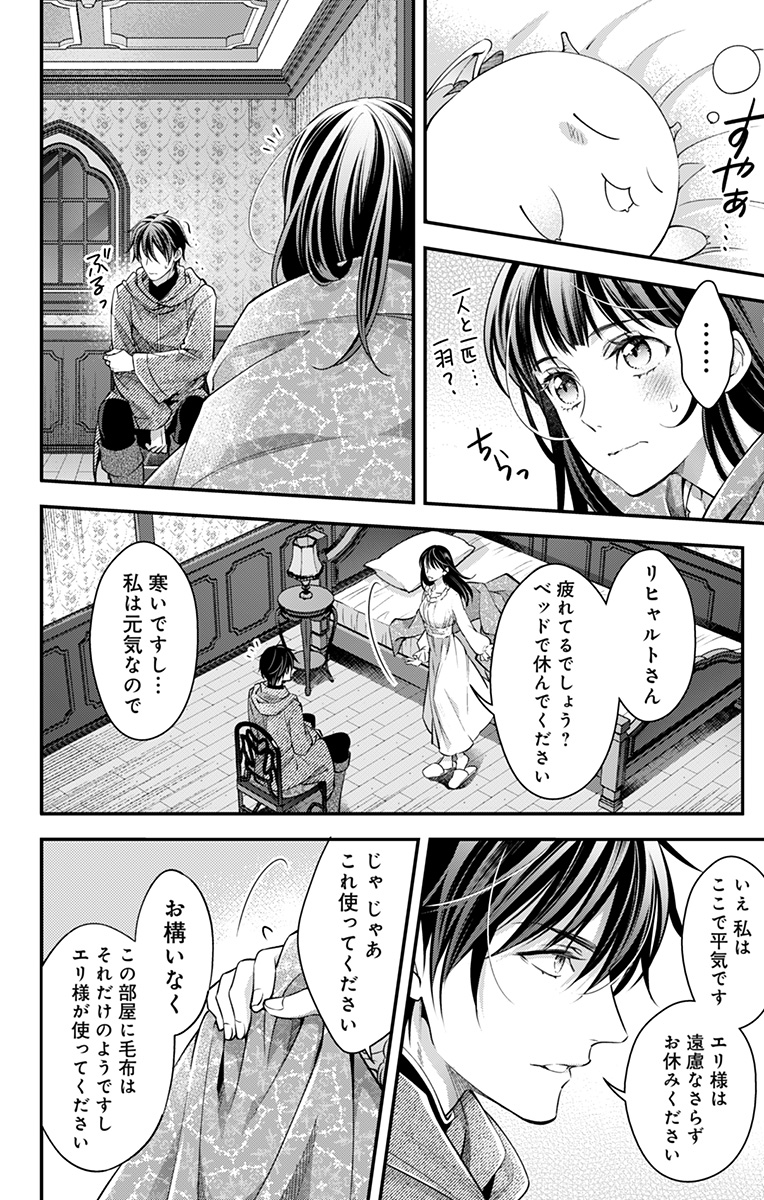 すやぁ…
……
一人と一匹…
一羽？
ちらっ
ぶるっ
リヒャルトさん
疲れてるでしょう？
ベッドで休んでください
寒いですし…
私は元気なので
いえ 私は
ここで平気です
エリ様は
遠慮なさらず
お休みください
じゃ じゃあ
これ使ってください
お構いなく
この部屋に毛布は
それだけのようですし
エリ様が使ってください